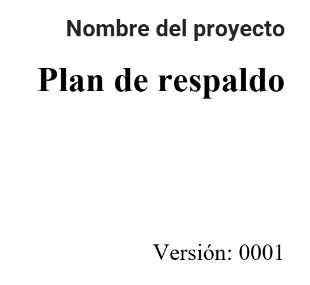 Nombre del proyecto
Plan de respaldo
Versión: 0001